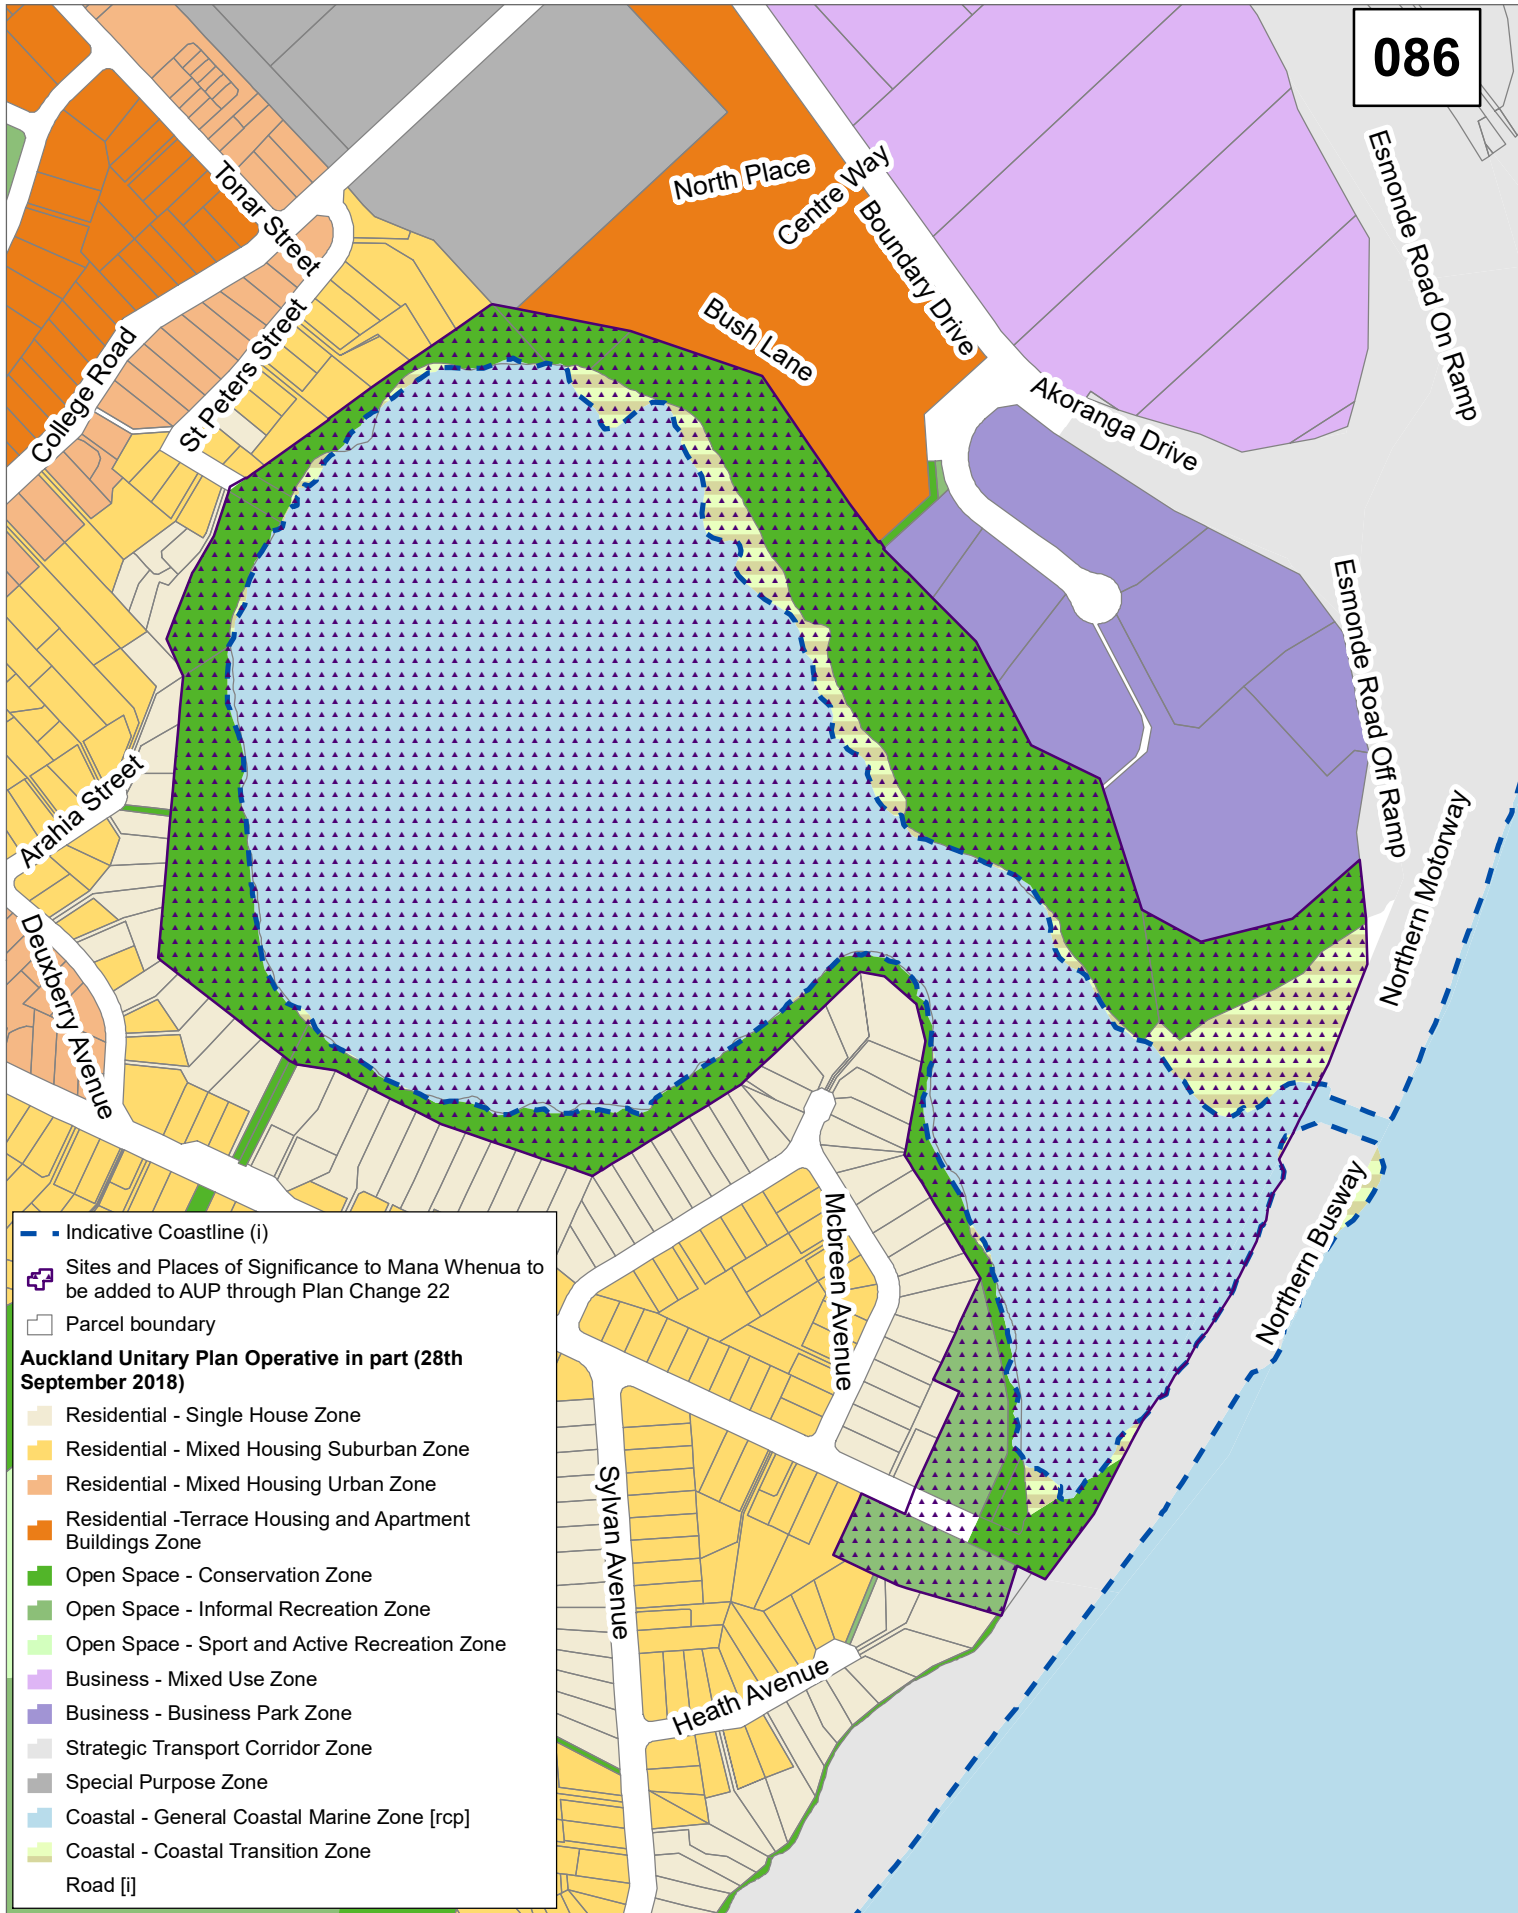 086
Tonar Street
North Place
Centre Way
Boundary Drive
Bush Lane
Esmonde Road On Ramp
College Road
St Peters Street
Akoranga Drive
Esmonde Road Off Ramp
Arahia Street
Northern Motorway
Deuxberry Avenue
Mcbreen Avenue
Northern Busway
Sylvan Avenue
Heath Avenue
Indicative Coastline (i)
Sites and Places of Significance to Mana Whenua to
be added to AUP through Plan Change 22
Parcel boundary
Auckland Unitary Plan Operative in part (28th
September 2018)
Residential - Single House Zone
Residential - Mixed Housing Suburban Zone
Residential - Mixed Housing Urban Zone
Residential -Terrace Housing and Apartment
Buildings Zone
Open Space - Conservation Zone
Open Space - Informal Recreation Zone
Open Space - Sport and Active Recreation Zone
Business - Mixed Use Zone
Business - Business Park Zone
Strategic Transport Corridor Zone
Special Purpose Zone
Coastal - General Coastal Marine Zone [rcp]
Coastal - Coastal Transition Zone
Road [i]